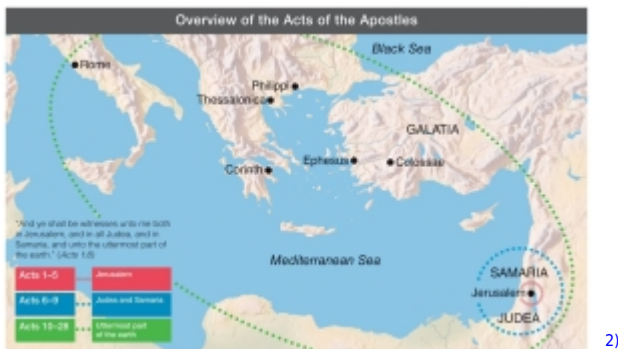 Overview of the Acts of the Apostles
Black Sea
Rome
Philippi
Thessalonica
GALATIA
Ephesus
Colossae
Corinth
"And ye shall be witnesses unto me both
in Jerusalem, and in all Judaea, and in
Samaria, and unto the uttermost part of
the earth." (Acts 1:8)
Mediterranean Sea
SAMARIA
Acts 1–5 Jerusalem
Jerusalem
Acts 6–9 Judea and Samaria
JUDEA
Acts 10–28 Uttermost part
of the earth
2)